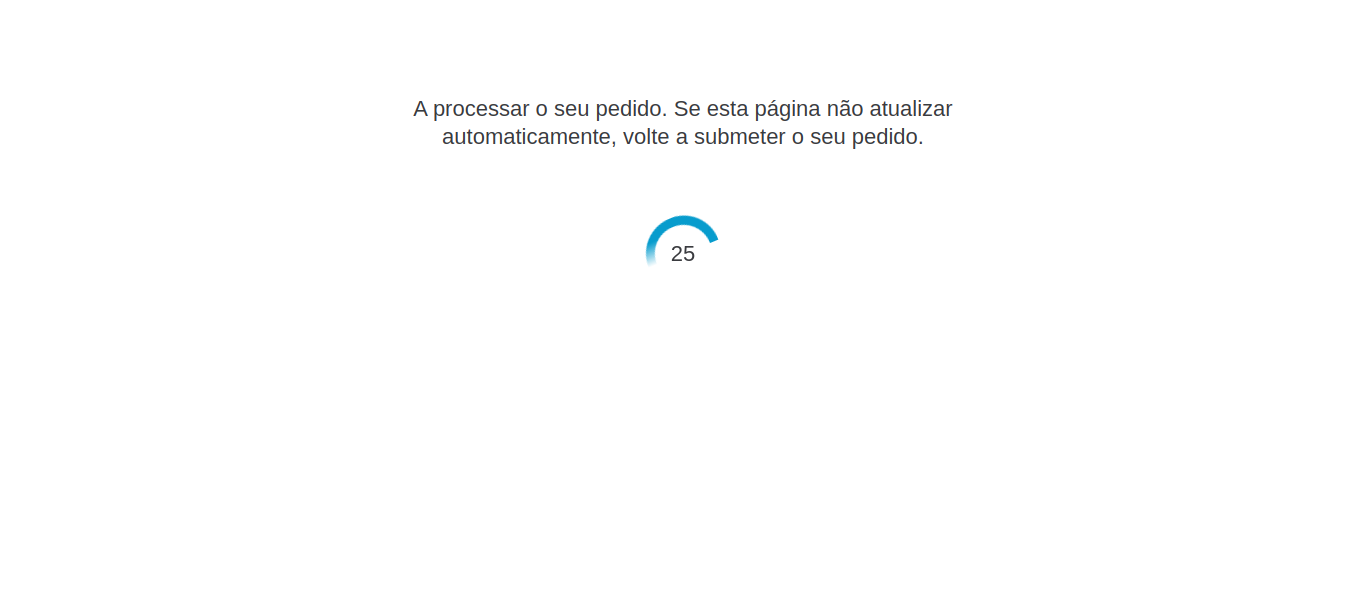 A processar o seu pedido. Se esta página não atualizar
automaticamente, volte a submeter o seu pedido.
25